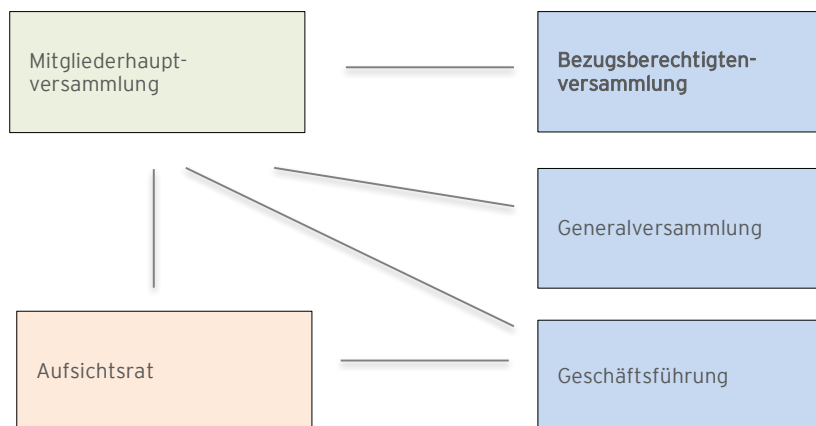 Mitgliederhaupt-
versammlung
Bezugsberechtigten-
versammlung
Generalversammlung
Aufsichtsrat
Geschäftsführung